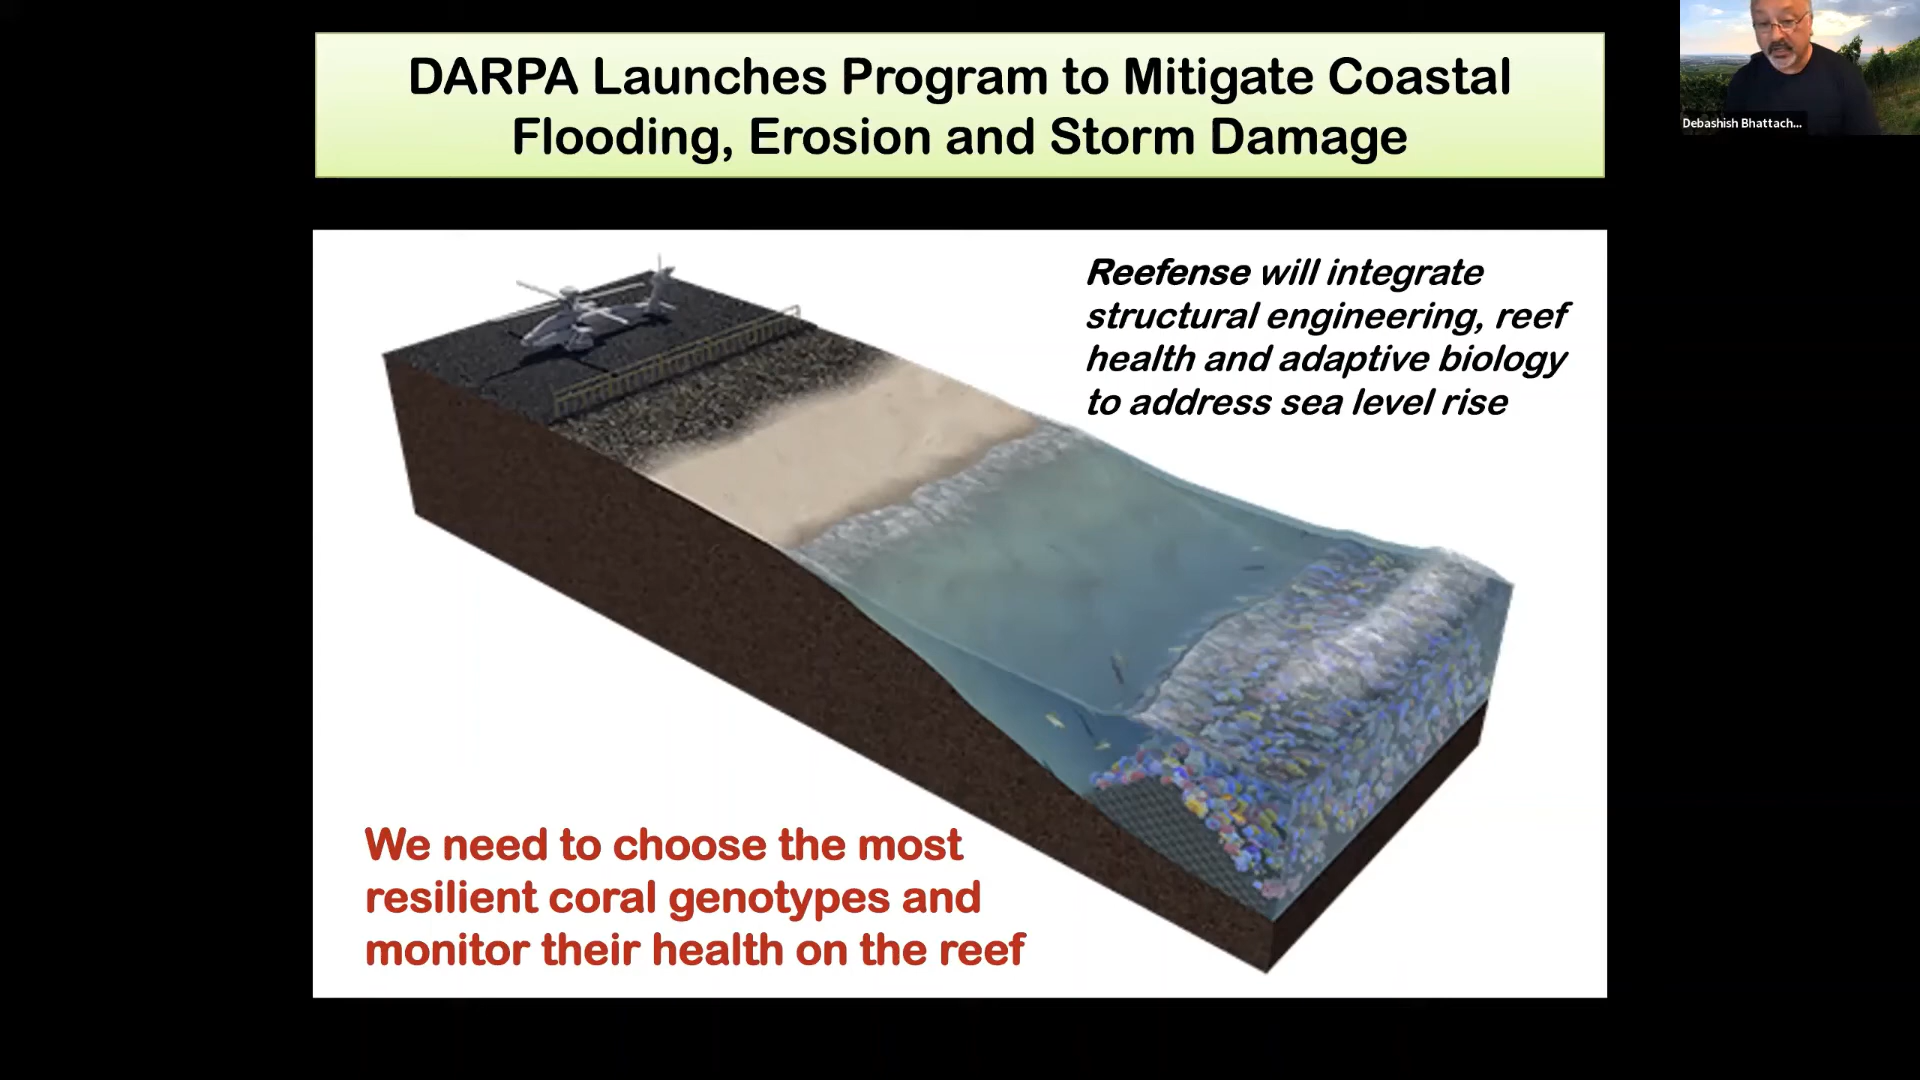 DARPA Launches Program to Mitigate Coastal
Flooding, Erosion and Storm Damage
Debashish Bhattach...
Reefense will integrate
structural engineering, reef
health and adaptive biology
to address sea level rise
We need to choose the most
resilient coral genotypes and
monitor their health on the reef